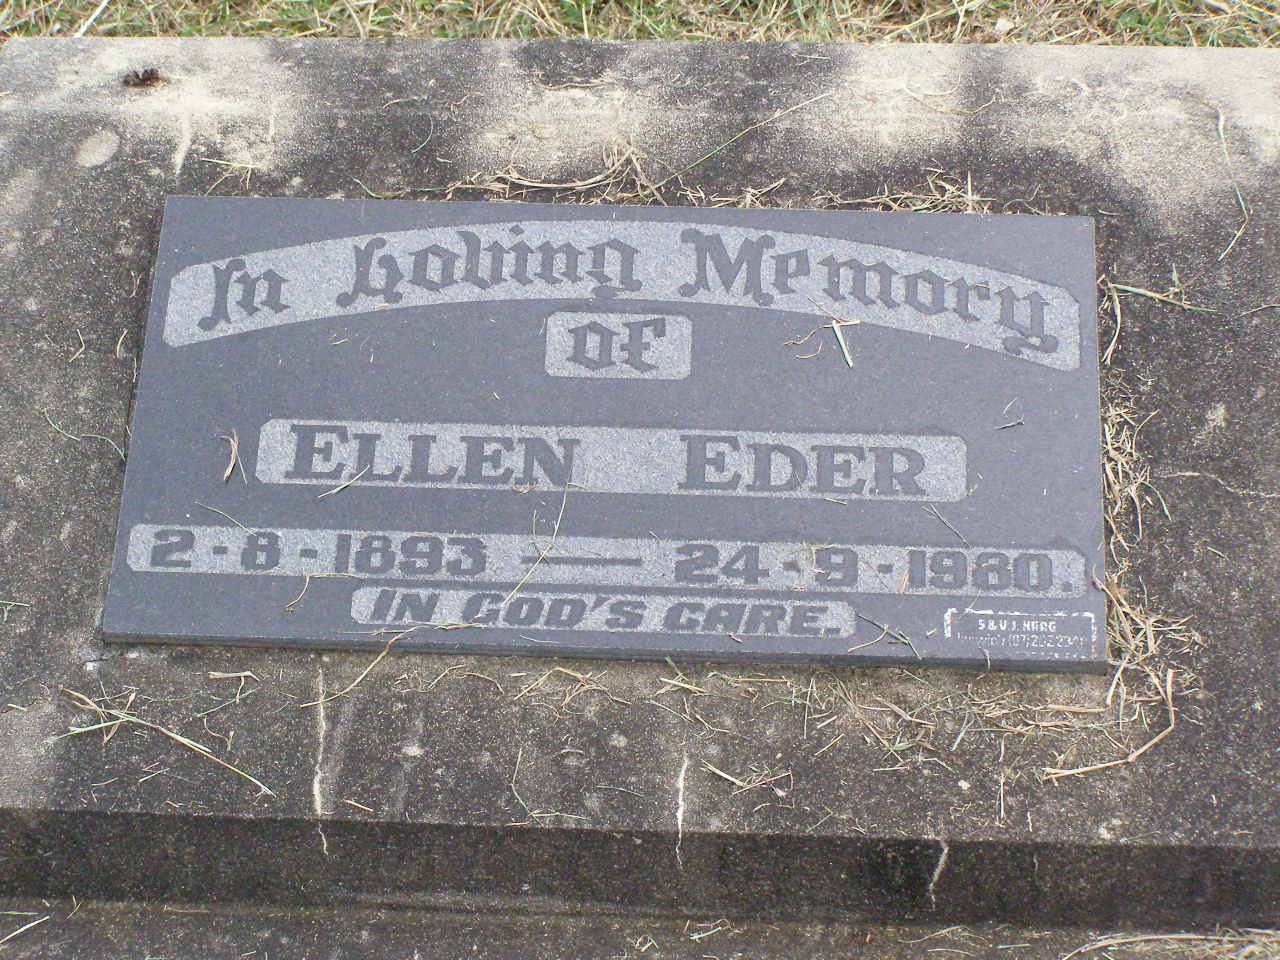 In Loving Memory
of
ELLEN EDER
2-8-1893 — 24-9-1980.
IN GOD'S CARE.